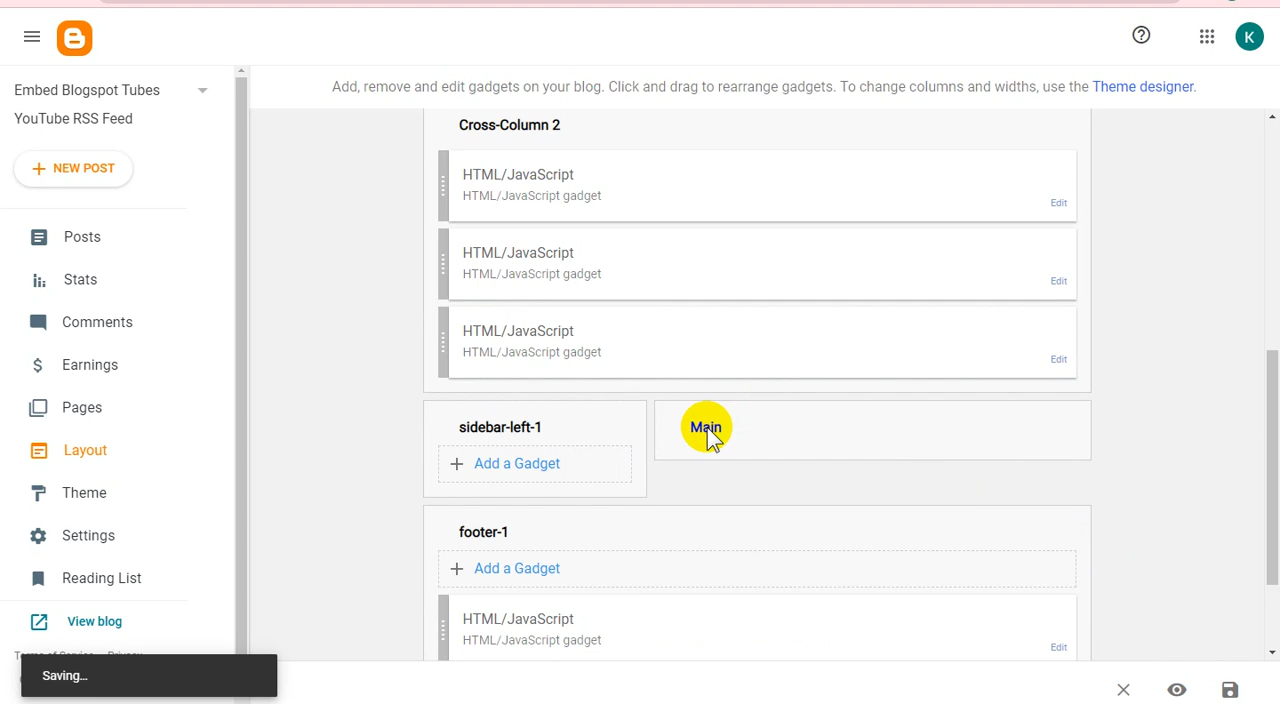 K
Embed Blogspot Tubes
YouTube RSS Feed
Add, remove and edit gadgets on your blog. Click and drag to rearrange gadgets. To change columns and widths, use the Theme designer.
NEW POST
Posts
Stats
Comments
Earnings
Pages
Layout
Theme
Settings
Reading List
View blog
Terms of Service
Privacy
Saving...
Cross-Column 2
HTML/JavaScript
HTML/JavaScript gadget
Edit
HTML/JavaScript
HTML/JavaScript gadget
Edit
HTML/JavaScript
HTML/JavaScript gadget
Edit
sidebar-left-1
Add a Gadget
Main
footer-1
Add a Gadget
HTML/JavaScript
HTML/JavaScript gadget
Edit